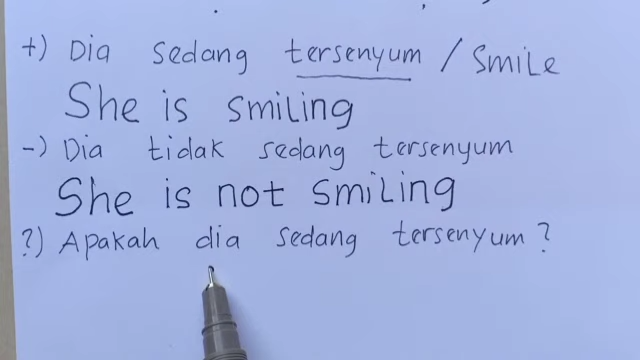 +) Dia sedang tersenyum / Smile
She is smiling
-) Dia tidak sedang tersenyum
She is not smiling
?) Apakah dia sedang tersenyum?